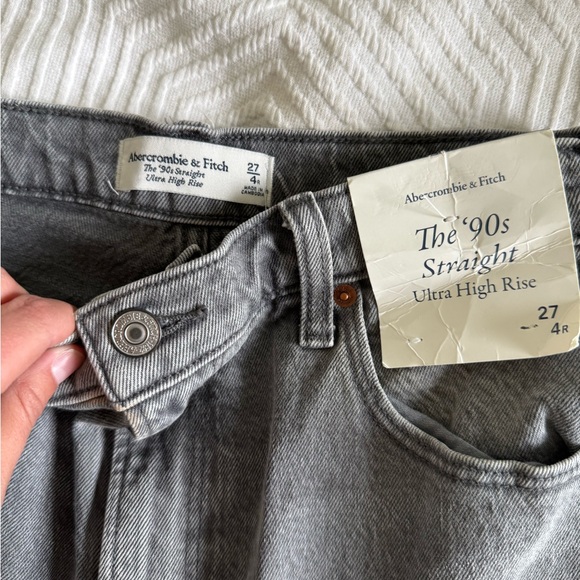 Abercrombie & Fitch
The '90s Straight
Ultra High Rise
27
4R
MADE IN
CAMBODIA
Abercrombie & Fitch
The '90s
Straight
Ultra High Rise
27
4R